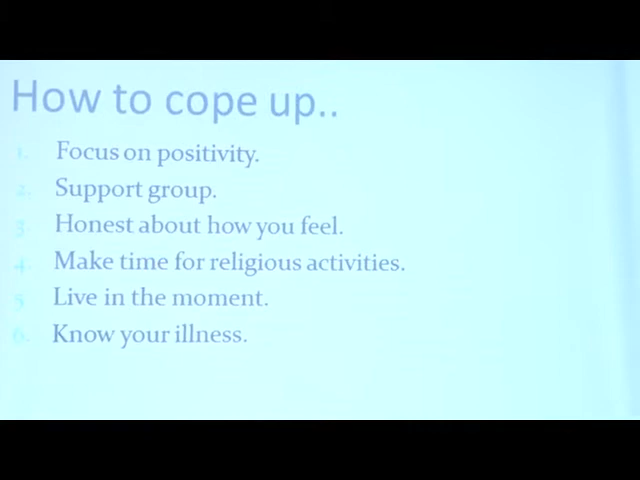 How to cope up..
1. Focus on positivity.
2. Support group.
3. Honest about how you feel.
4. Make time for religious activities.
5. Live in the moment.
6. Know your illness.